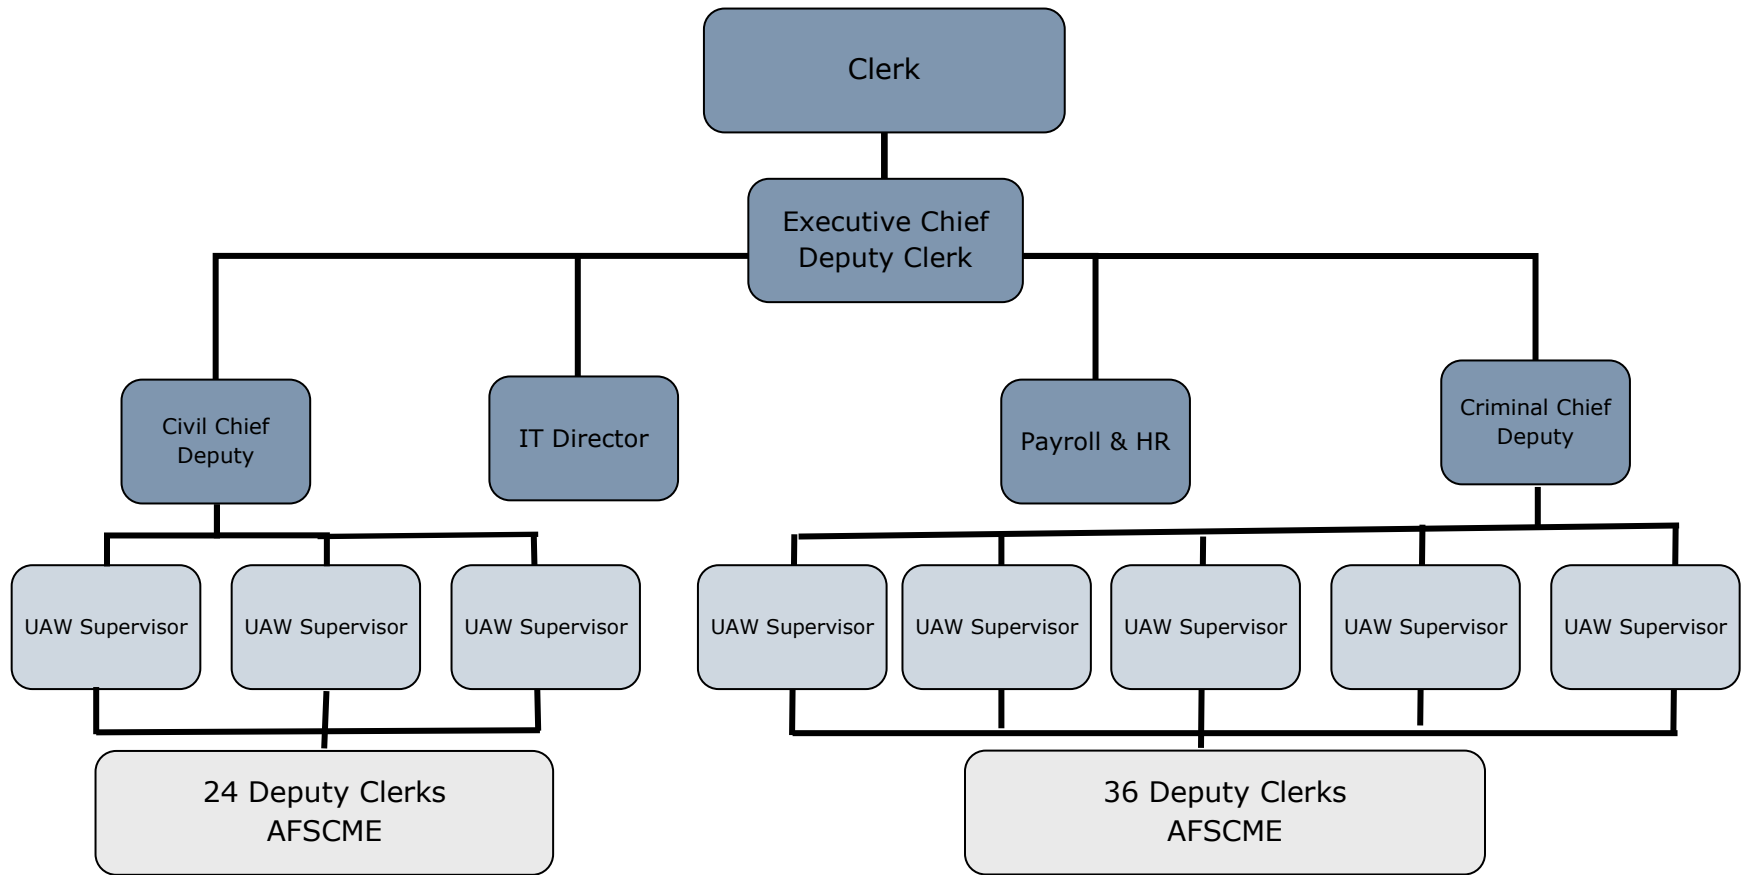 Clerk
Executive Chief
Deputy Clerk
Civil Chief
Deputy
IT Director
Payroll & HR
Criminal Chief
Deputy
UAW Supervisor
UAW Supervisor
UAW Supervisor
UAW Supervisor
UAW Supervisor
UAW Supervisor
UAW Supervisor
UAW Supervisor
24 Deputy Clerks
AFSCME
36 Deputy Clerks
AFSCME